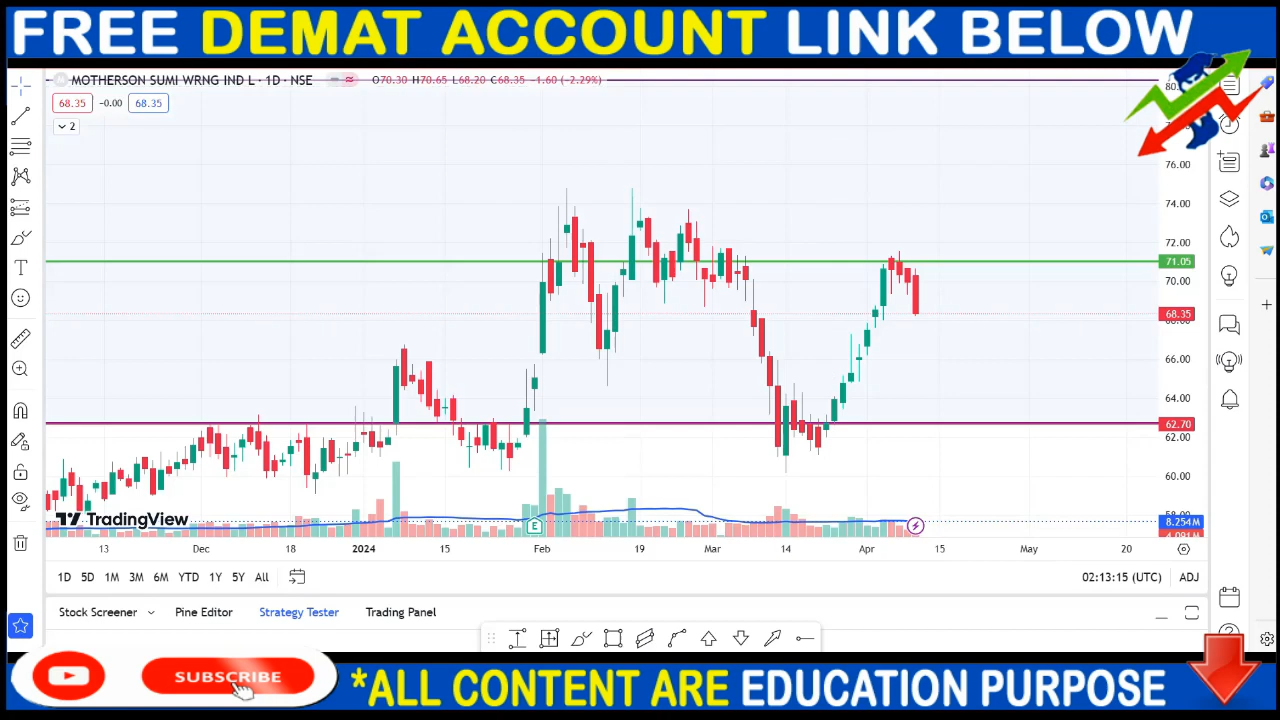 FREE DEMAT ACCOUNT LINK BELOW
MOTHERSON SUMI WRNG IND L · 1D · NSE
O70.30 H70.65 L68.20 C68.35 -1.60 (-2.29%)
68.35 -0.00 68.35
2
76.00
74.00
72.00
71.05
70.00
68.35
66.00
64.00
62.70
62.00
60.00
TradingView
E
8.254M
13 Dec 18 2024 15 Feb 19 Mar 14 Apr 15 May 20
1D 5D 1M 3M 6M YTD 1Y 5Y All
02:13:15 (UTC) ADJ
Stock Screener Pine Editor Strategy Tester Trading Panel
SUBSCRIBE
*ALL CONTENT ARE EDUCATION PURPOSE